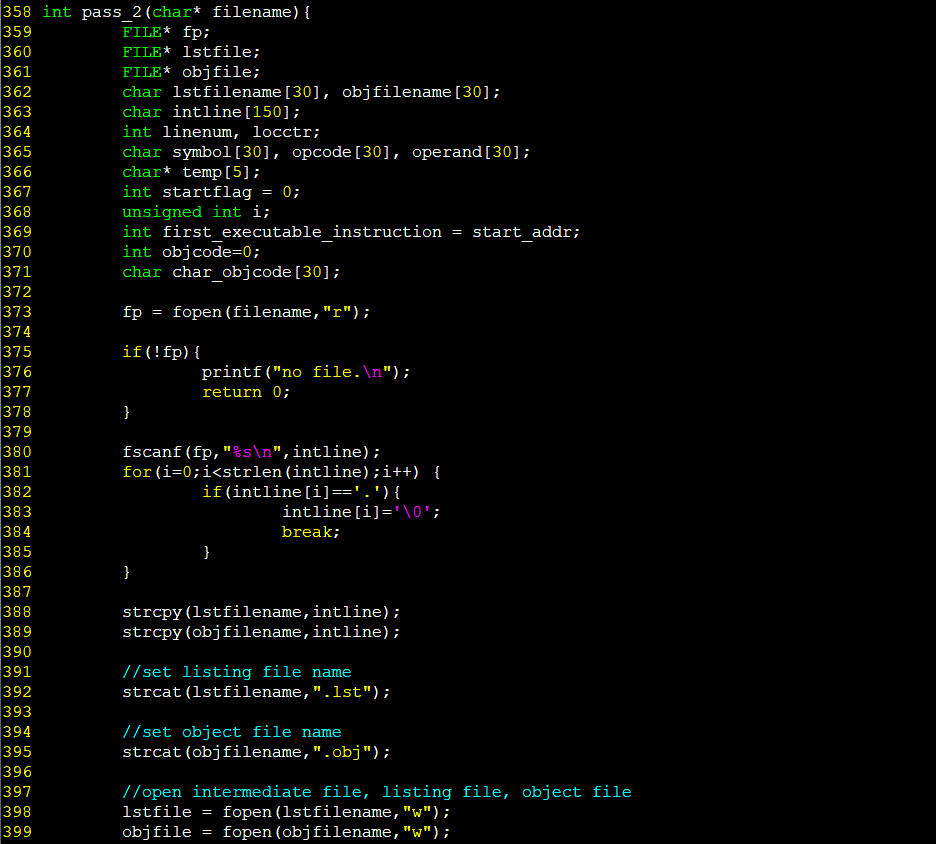 358 int pass_2(char* filename){
359         FILE* fp;
360         FILE* lstfile;
361         FILE* objfile;
362         char lstfilename[30], objfilename[30];
363         char intline[150];
364         int linenum, locctr;
365         char symbol[30], opcode[30], operand[30];
366         char* temp[5];
367         int startflag = 0;
368         unsigned int i;
369         int first_executable_instruction = start_addr;
370         int objcode=0;
371         char char_objcode[30];
372
373         fp = fopen(filename,"r");
374
375         if(!fp){
376                 printf("no file.\n");
377                 return 0;
378         }
379
380         fscanf(fp,"%s\n",intline);
381         for(i=0;i<strlen(intline);i++) {
382                 if(intline[i]=='.'){
383                         intline[i]='\0';
384                         break;
385                 }
386         }
387
388         strcpy(lstfilename,intline);
389         strcpy(objfilename,intline);
390
391         //set listing file name
392         strcat(lstfilename,".lst");
393
394         //set object file name
395         strcat(objfilename,".obj");
396
397         //open intermediate file, listing file, object file
398         lstfile = fopen(lstfilename,"w");
399         objfile = fopen(objfilename,"w");